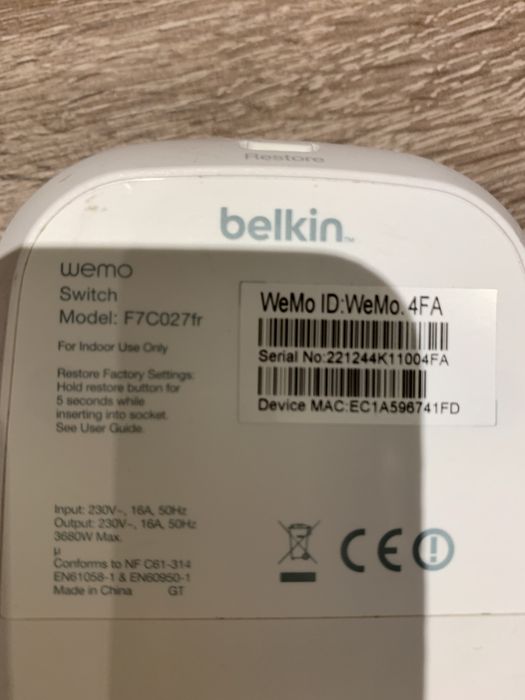 Restore
belkin™
wemo
Switch
Model: F7C027fr
For Indoor Use Only
Restore Factory Settings:
Hold restore button for
5 seconds while
inserting into socket.
See User Guide.
WeMo ID:WeMo.4FA
Serial No:221244K11004FA
Device MAC:EC1A596741FD
Input: 230V~, 16A, 50Hz
Output: 230V~, 16A, 50Hz
3680W Max.
µ
Conforms to NF C61-314
EN61058-1 & EN60950-1
Made in China GT
CE